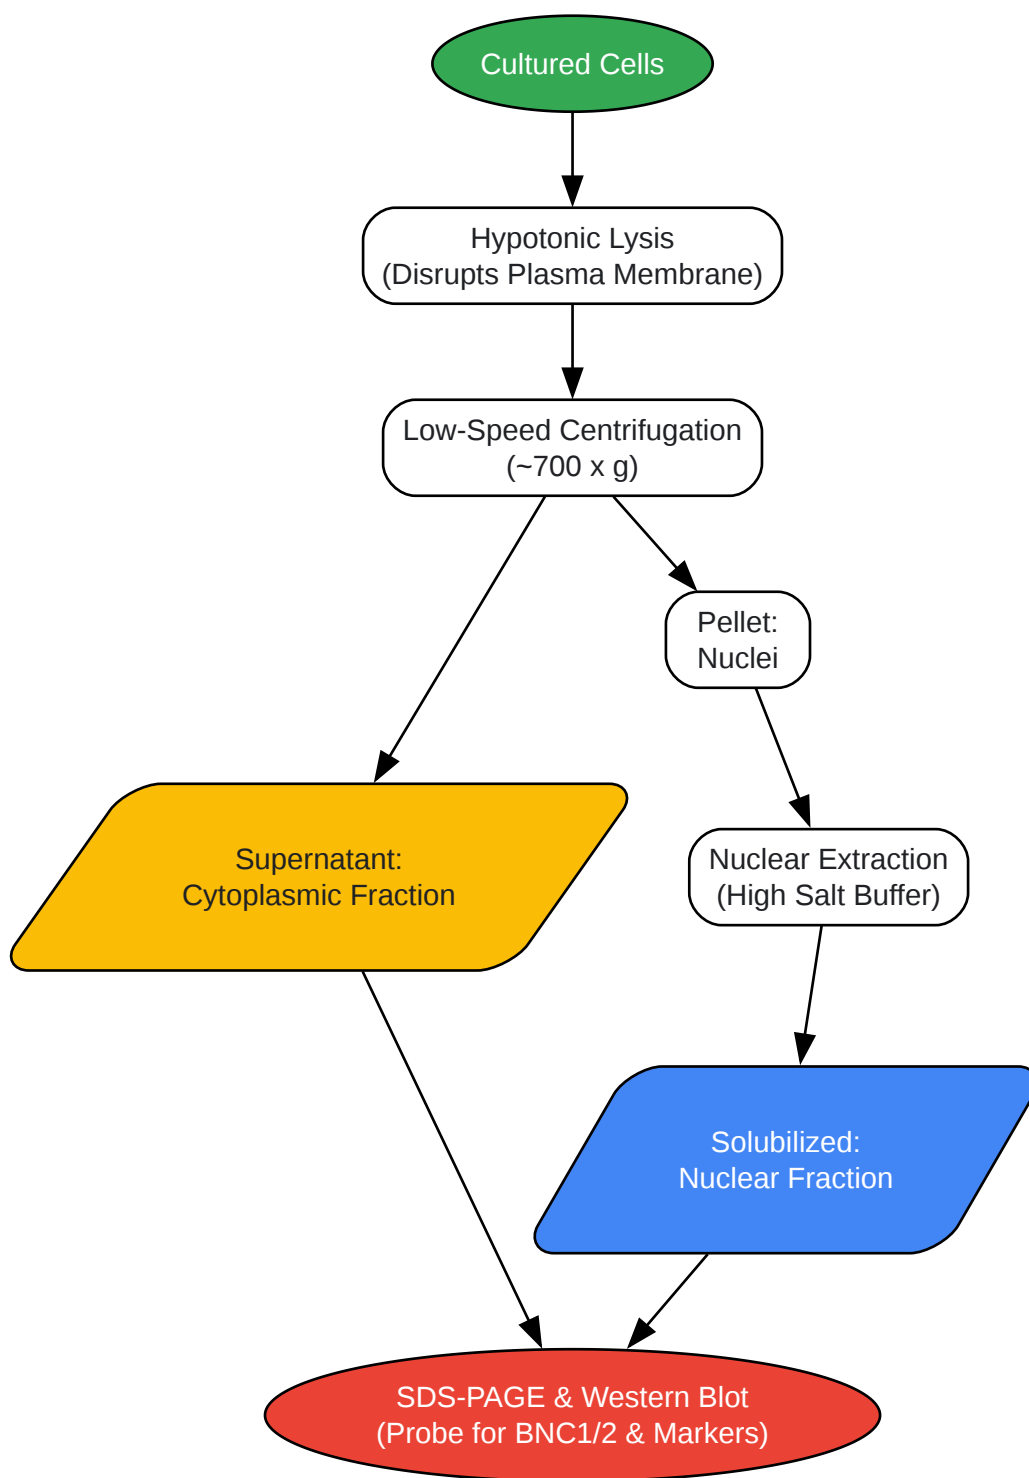 Cultured Cells
Hypotonic Lysis
(Disrupts Plasma Membrane)
Low-Speed Centrifugation
(~700 x g)
Pellet:
Nuclei
Supernatant:
Cytoplasmic Fraction
Nuclear Extraction
(High Salt Buffer)
Solubilized:
Nuclear Fraction
SDS-PAGE & Western Blot
(Probe for BNC1/2 & Markers)